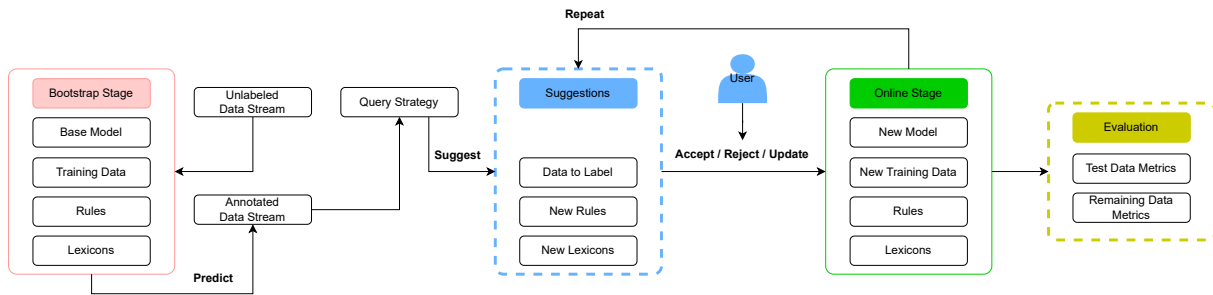 Repeat
Bootstrap Stage
Base Model
Training Data
Rules
Lexicons
Unlabeled
Data Stream
Annotated
Data Stream
Predict
Query Strategy
Suggest
Suggestions
Data to Label
New Rules
New Lexicons
User
Accept / Reject / Update
Online Stage
New Model
New Training Data
Rules
Lexicons
Evaluation
Test Data Metrics
Remaining Data
Metrics